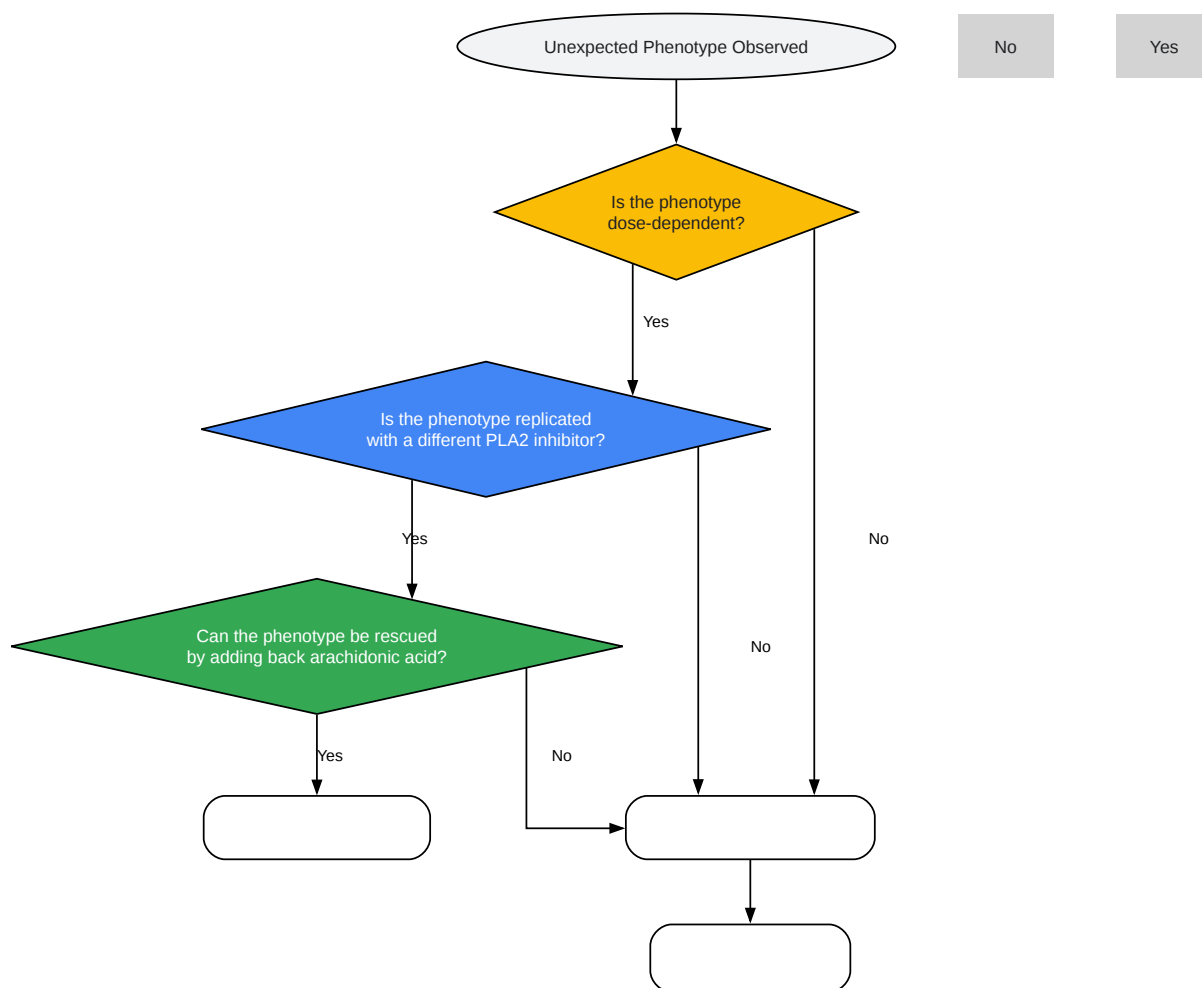 Unexpected Phenotype Observed
No
Yes
Is the phenotype
dose-dependent?
Yes
Is the phenotype replicated
with a different PLA2 inhibitor?
Yes
No
Can the phenotype be rescued
by adding back arachidonic acid?
No
Yes
No